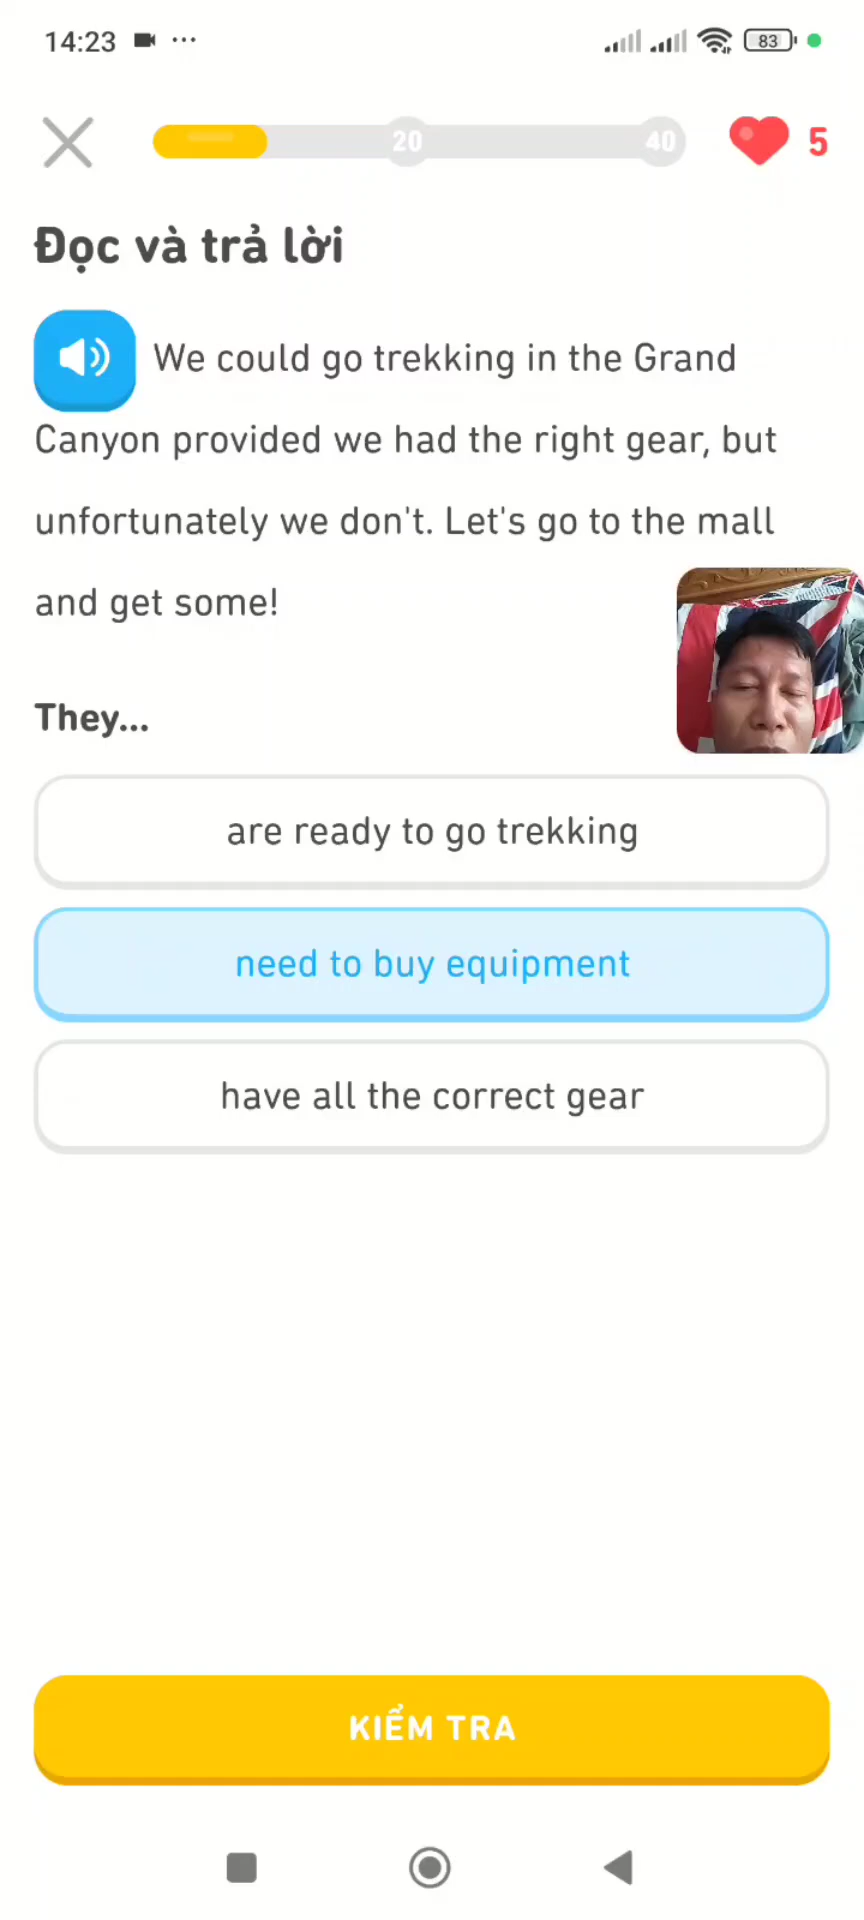 14:23
83
20
40
5
Đọc và trả lời
We could go trekking in the Grand
Canyon provided we had the right gear, but
unfortunately we don't. Let's go to the mall
and get some!
They...
are ready to go trekking
need to buy equipment
have all the correct gear
KIỂM TRA